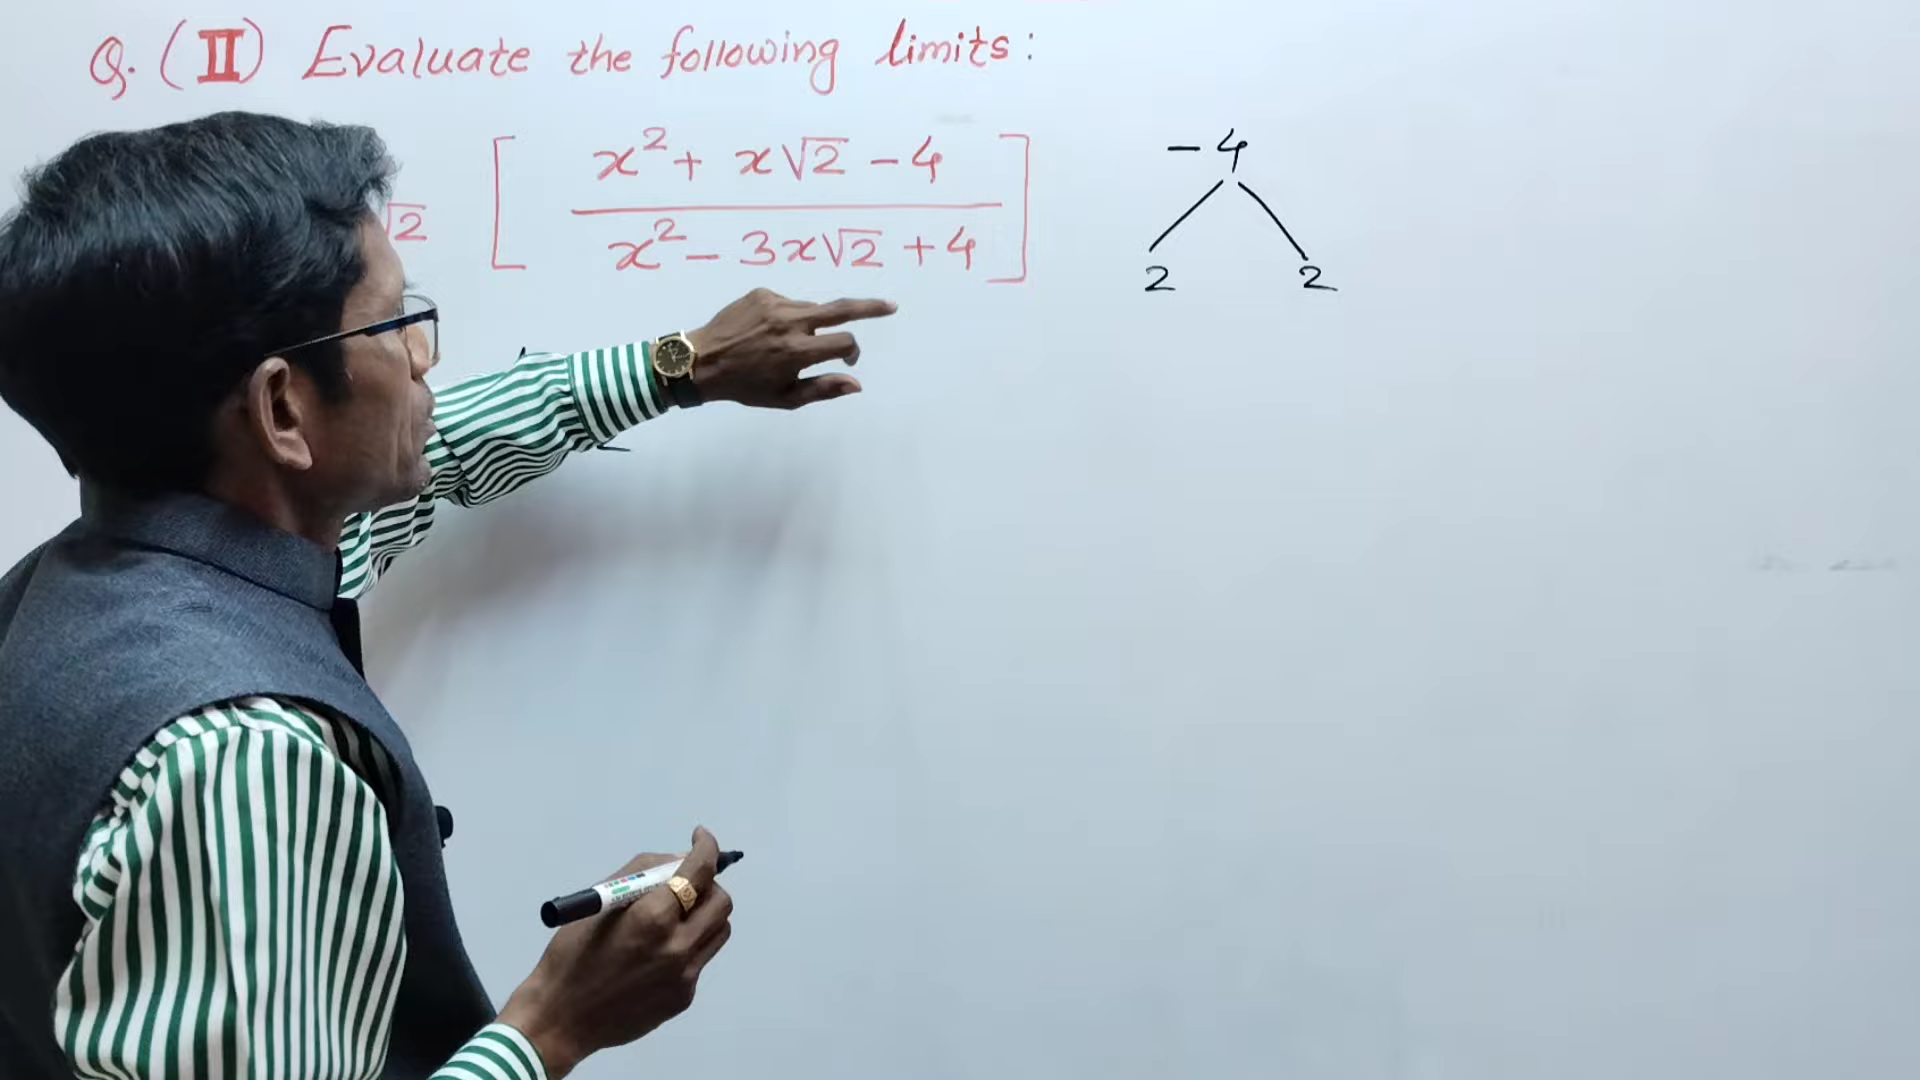 Q. (II) Evaluate the following limits:
√2 [ x² + x√2 - 4 / x² - 3x√2 + 4 ]
- 4
2 2